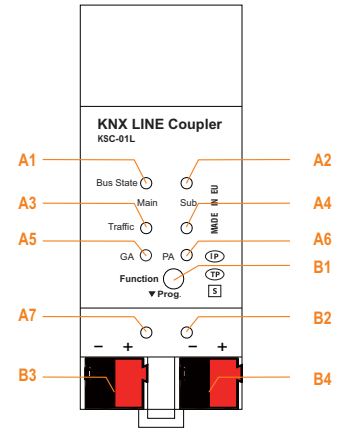 KNX LINE Coupler
KSC-01L
A1
A2
Bus State
Main
Sub
A3
A4
Traffic
MADE IN EU
A5
GA
PA
A6
IP
Function
B1
TP
▼Prog.
S
A7
B2
− +
− +
B3
B4